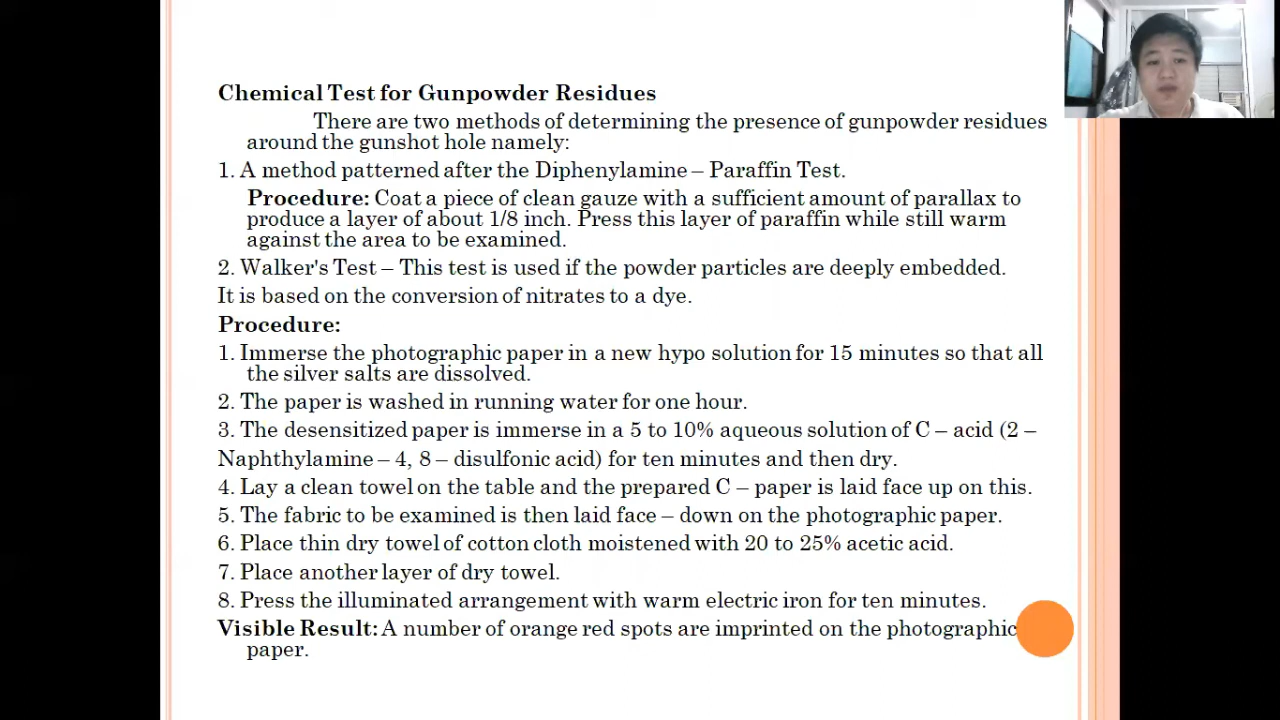 Chemical Test for Gunpowder Residues
There are two methods of determining the presence of gunpowder residues
around the gunshot hole namely:
1. A method patterned after the Diphenylamine – Paraffin Test.
Procedure: Coat a piece of clean gauze with a sufficient amount of parallax to
produce a layer of about 1/8 inch. Press this layer of paraffin while still warm
against the area to be examined.
2. Walker's Test – This test is used if the powder particles are deeply embedded.
It is based on the conversion of nitrates to a dye.
Procedure:
1. Immerse the photographic paper in a new hypo solution for 15 minutes so that all
the silver salts are dissolved.
2. The paper is washed in running water for one hour.
3. The desensitized paper is immerse in a 5 to 10% aqueous solution of C – acid (2 –
Naphthylamine – 4, 8 – disulfonic acid) for ten minutes and then dry.
4. Lay a clean towel on the table and the prepared C – paper is laid face up on this.
5. The fabric to be examined is then laid face – down on the photographic paper.
6. Place thin dry towel of cotton cloth moistened with 20 to 25% acetic acid.
7. Place another layer of dry towel.
8. Press the illuminated arrangement with warm electric iron for ten minutes.
Visible Result: A number of orange red spots are imprinted on the photographic
paper.